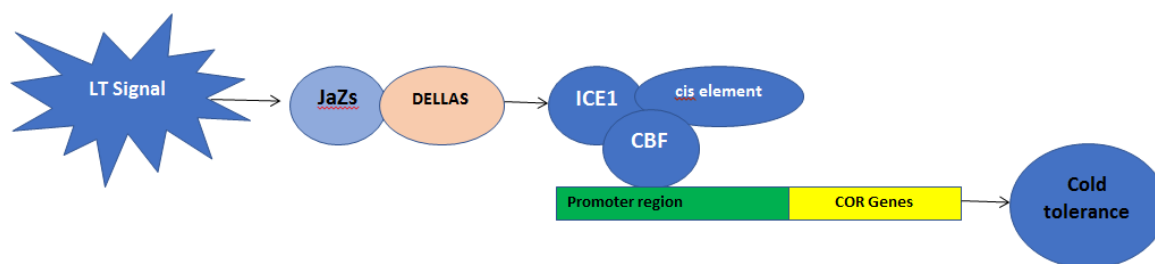 LT Signal
JaZs
DELLAS
ICE1
cis element
CBF
Promoter region
COR Genes
Cold
tolerance